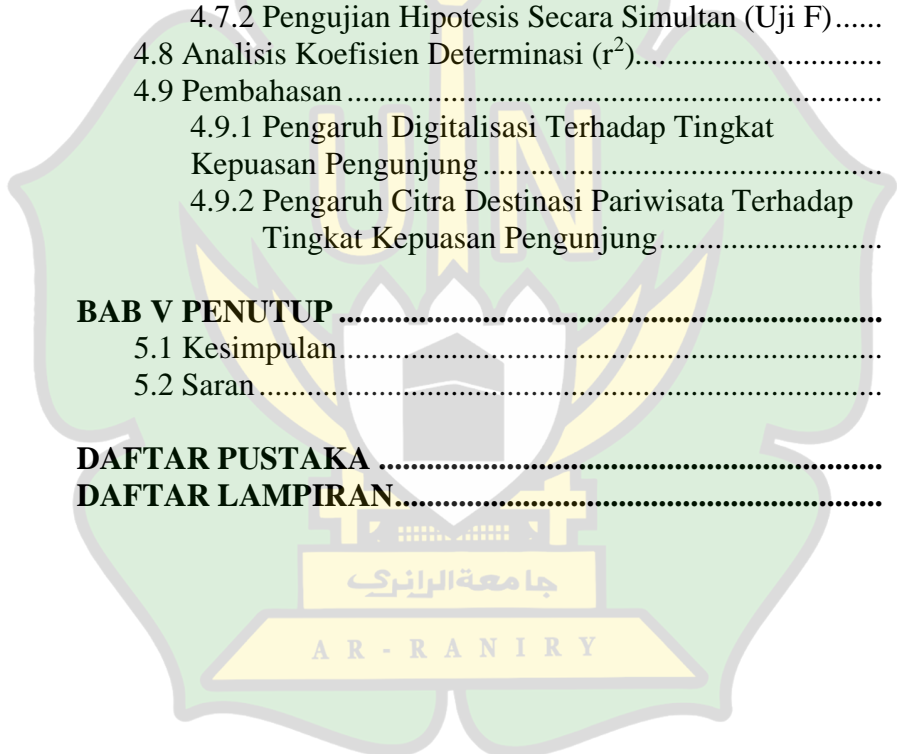 4.7.2 Pengujian Hipotesis Secara Simultan (Uji F)......
4.8 Analisis Koefisien Determinasi (r²)..............................
4.9 Pembahasan..................................................................
4.9.1 Pengaruh Digitalisasi Terhadap Tingkat
Kepuasan Pengunjung.................................................
4.9.2 Pengaruh Citra Destinasi Pariwisata Terhadap
Tingkat Kepuasan Pengunjung...........................
BAB V PENUTUP..................................................................
5.1 Kesimpulan..................................................................
5.2 Saran............................................................................
DAFTAR PUSTAKA.............................................................
DAFTAR LAMPIRAN...........................................................
UIN
جامعةالرانري
AR-RANIRY